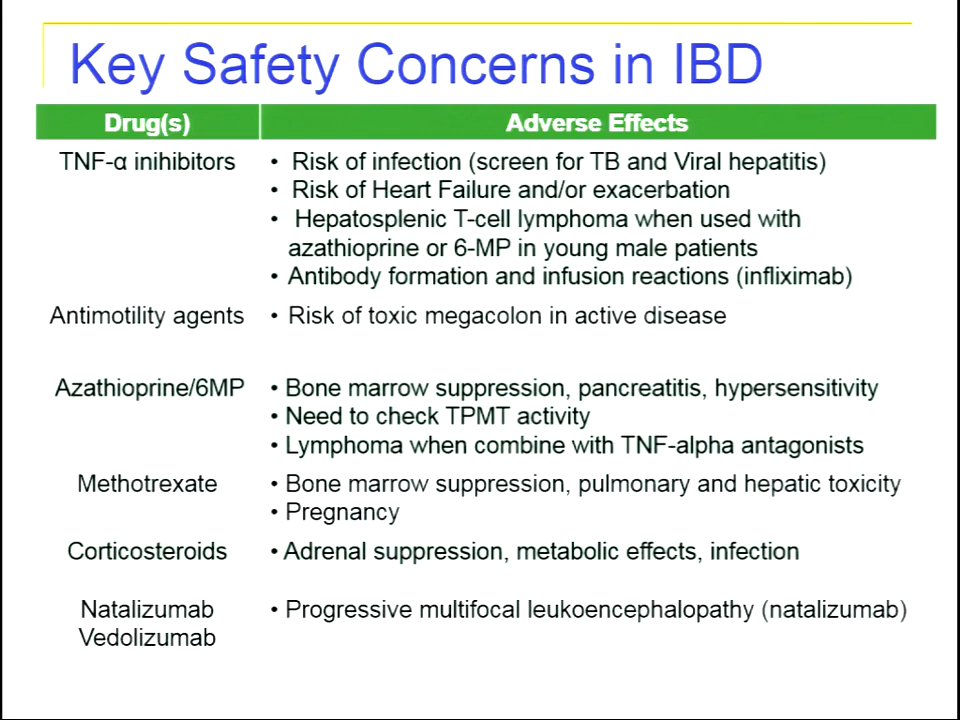 Key Safety Concerns in IBD
Drug(s) Adverse Effects
TNF-α inihibitors • Risk of infection (screen for TB and Viral hepatitis)
• Risk of Heart Failure and/or exacerbation
• Hepatosplenic T-cell lymphoma when used with
azathioprine or 6-MP in young male patients
• Antibody formation and infusion reactions (infliximab)
Antimotility agents • Risk of toxic megacolon in active disease
Azathioprine/6MP • Bone marrow suppression, pancreatitis, hypersensitivity
• Need to check TPMT activity
• Lymphoma when combine with TNF-alpha antagonists
Methotrexate • Bone marrow suppression, pulmonary and hepatic toxicity
• Pregnancy
Corticosteroids • Adrenal suppression, metabolic effects, infection
Natalizumab • Progressive multifocal leukoencephalopathy (natalizumab)
Vedolizumab